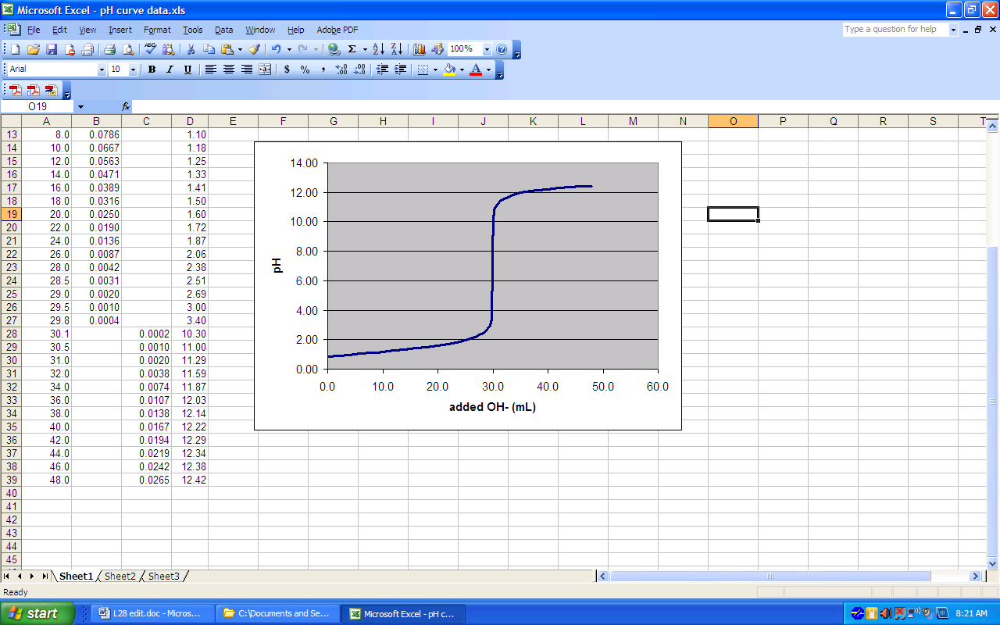 Microsoft Excel - pH curve data.xls
File Edit View Insert Format Tools Data Window Help Adobe PDF Type a question for help
100%
Arial 10 B I U $ % , .00 .00
O19 fx
A B C D E F G H I J K L M N O P Q R S T
13 8.0 0.0786 1.10
14 10.0 0.0667 1.18
15 12.0 0.0563 1.25
16 14.0 0.0471 1.33
17 16.0 0.0389 1.41
18 18.0 0.0316 1.50
19 20.0 0.0250 1.60
20 22.0 0.0190 1.72
21 24.0 0.0136 1.87
22 26.0 0.0087 2.06
23 28.0 0.0042 2.38
24 28.5 0.0031 2.51
25 29.0 0.0020 2.69
26 29.5 0.0010 3.00
27 29.8 0.0004 3.40
28 30.1 0.0002 10.30
29 30.5 0.0010 11.00
30 31.0 0.0020 11.29
31 32.0 0.0038 11.59
32 34.0 0.0074 11.87
33 36.0 0.0107 12.03
34 38.0 0.0138 12.14
35 40.0 0.0167 12.22
36 42.0 0.0194 12.29
37 44.0 0.0219 12.34
38 46.0 0.0242 12.38
39 48.0 0.0265 12.42
40
41
42
43
44
45
14.00
12.00
10.00
8.00
6.00
4.00
2.00
0.00
pH
0.0 10.0 20.0 30.0 40.0 50.0 60.0
added OH- (mL)
Sheet1 Sheet2 Sheet3
Ready
start L28 edit.doc - Micros... C:\Documents and Se... Microsoft Excel - pH c... 8:21 AM